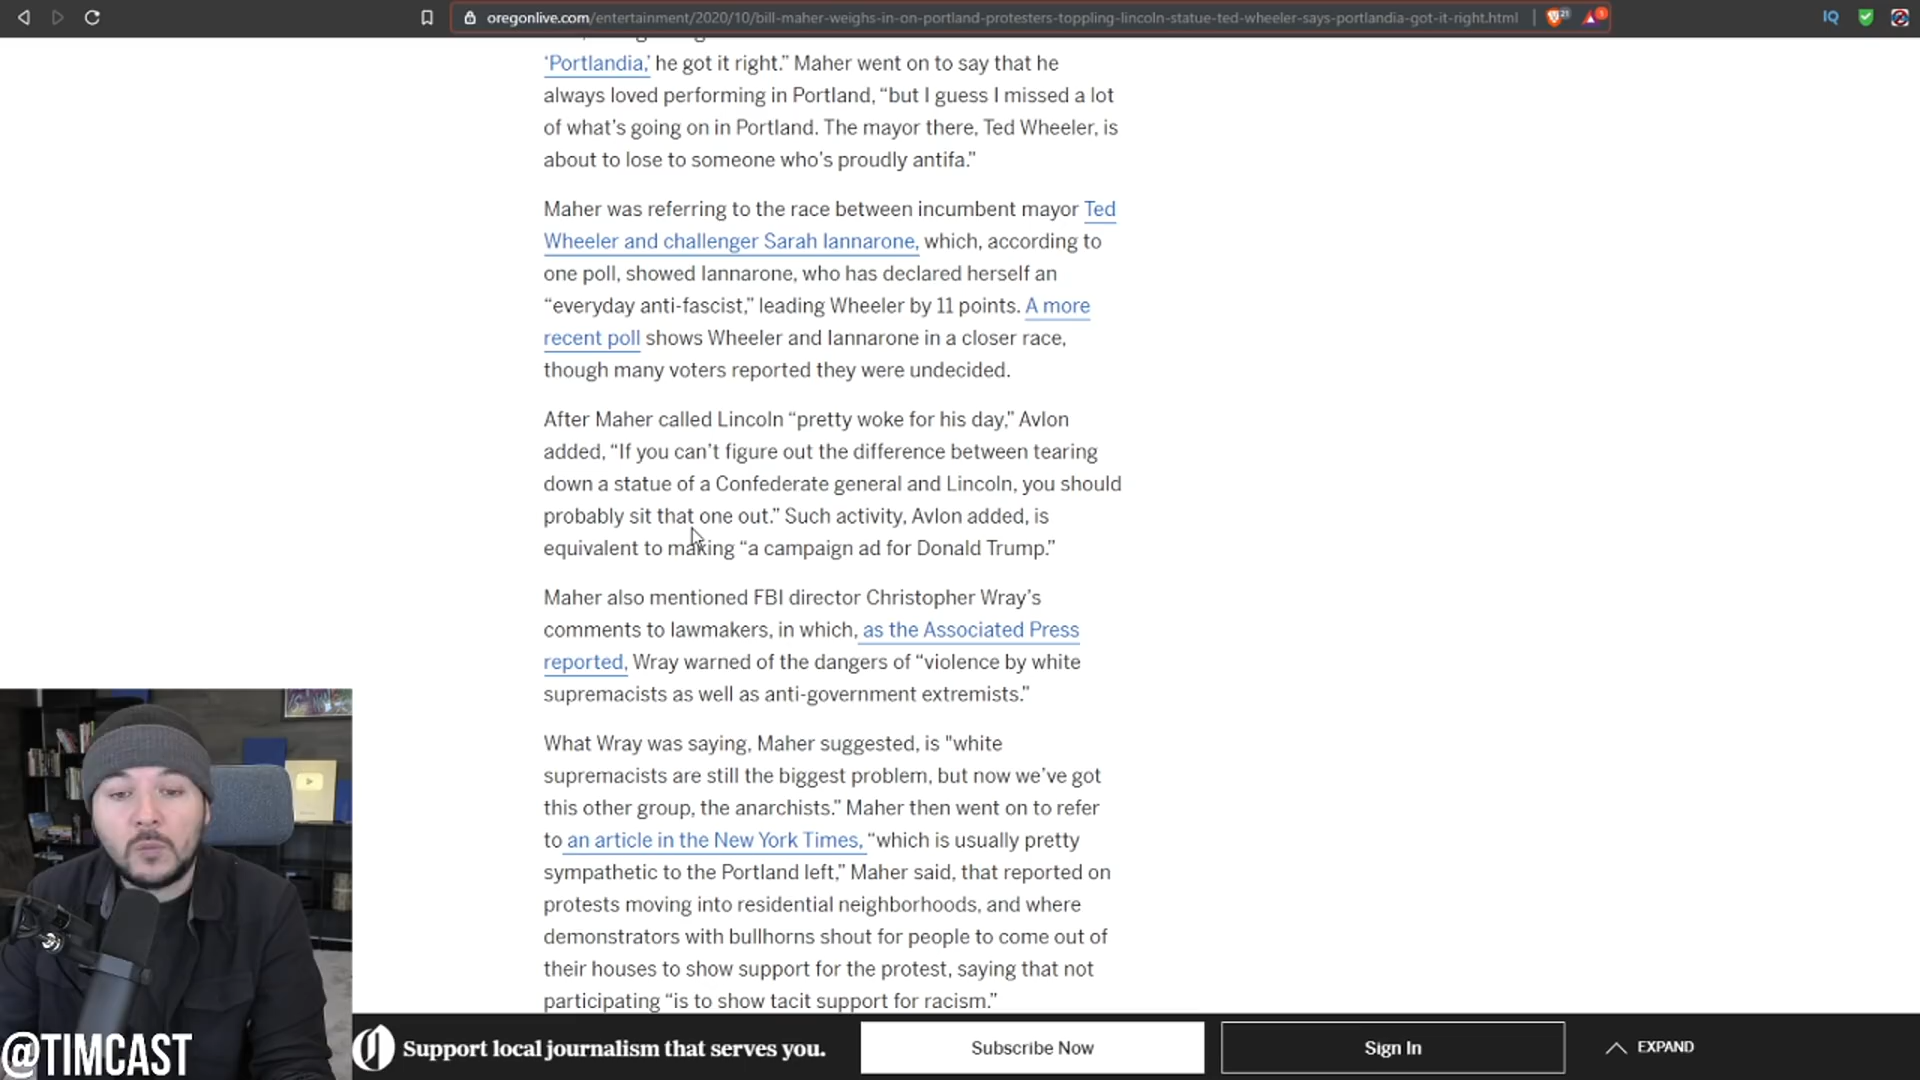 oregonlive.com/entertainment/2020/10/bill-maher-weighs-in-on-portland-protesters-toppling-lincoln-statue-ted-wheeler-says-portlandia-got-it-right.html
IQ
‘Portlandia,’ he got it right.” Maher went on to say that he
always loved performing in Portland, “but I guess I missed a lot
of what’s going on in Portland. The mayor there, Ted Wheeler, is
about to lose to someone who’s proudly antifa.”
Maher was referring to the race between incumbent mayor Ted
Wheeler and challenger Sarah Iannarone, which, according to
one poll, showed Iannarone, who has declared herself an
“everyday anti-fascist,” leading Wheeler by 11 points. A more
recent poll shows Wheeler and Iannarone in a closer race,
though many voters reported they were undecided.
After Maher called Lincoln “pretty woke for his day,” Avlon
added, “If you can’t figure out the difference between tearing
down a statue of a Confederate general and Lincoln, you should
probably sit that one out.” Such activity, Avlon added, is
equivalent to making “a campaign ad for Donald Trump.”
Maher also mentioned FBI director Christopher Wray’s
comments to lawmakers, in which, as the Associated Press
reported, Wray warned of the dangers of “violence by white
supremacists as well as anti-government extremists.”
What Wray was saying, Maher suggested, is "white
supremacists are still the biggest problem, but now we’ve got
this other group, the anarchists.” Maher then went on to refer
to an article in the New York Times, “which is usually pretty
sympathetic to the Portland left,” Maher said, that reported on
protests moving into residential neighborhoods, and where
demonstrators with bullhorns shout for people to come out of
their houses to show support for the protest, saying that not
participating “is to show tacit support for racism.”
@TIMCAST
Support local journalism that serves you.
Subscribe Now
Sign In
EXPAND